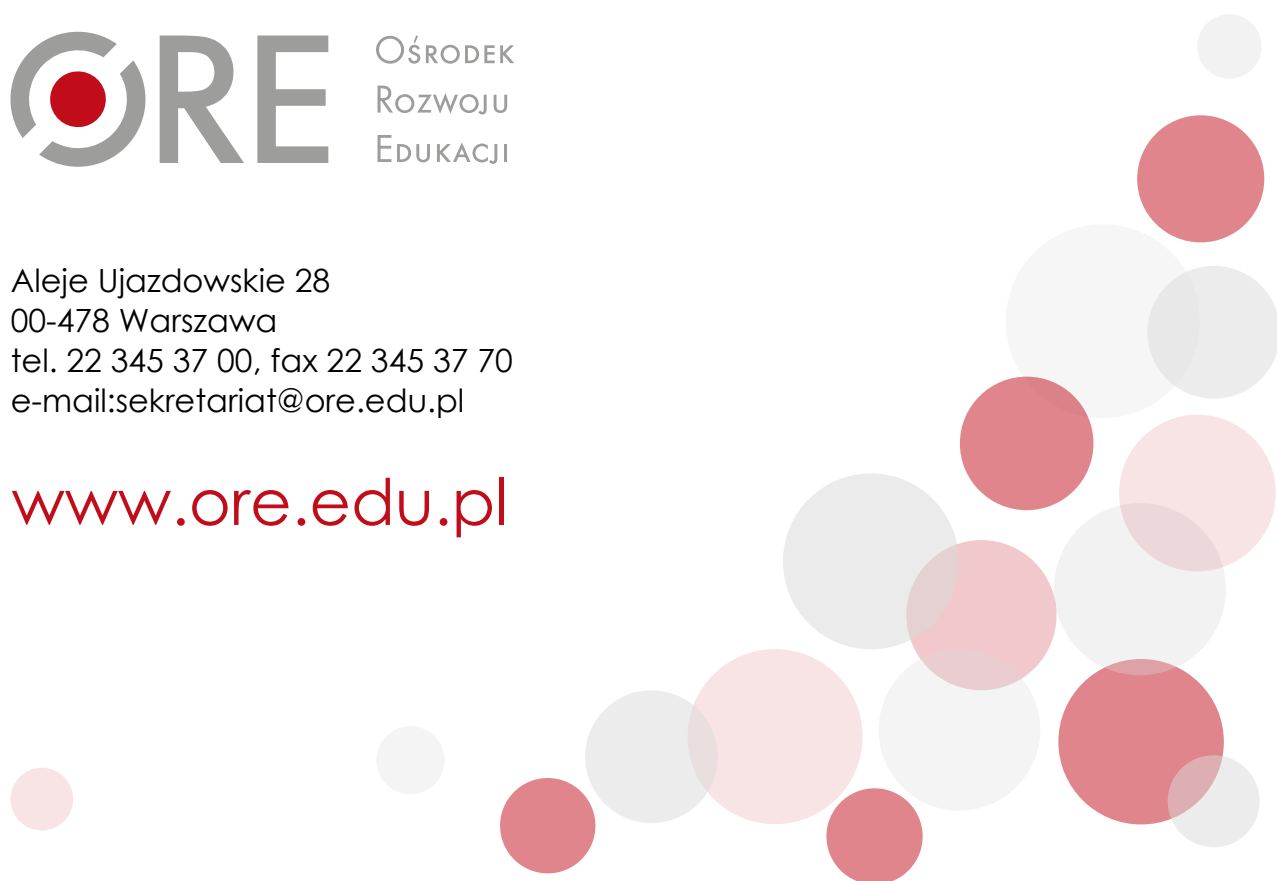 ORE
Ośrodek
Rozwoju
Edukacji
Aleje Ujazdowskie 28
00-478 Warszawa
tel. 22 345 37 00, fax 22 345 37 70
e-mail:sekretariat@ore.edu.pl
www.ore.edu.pl